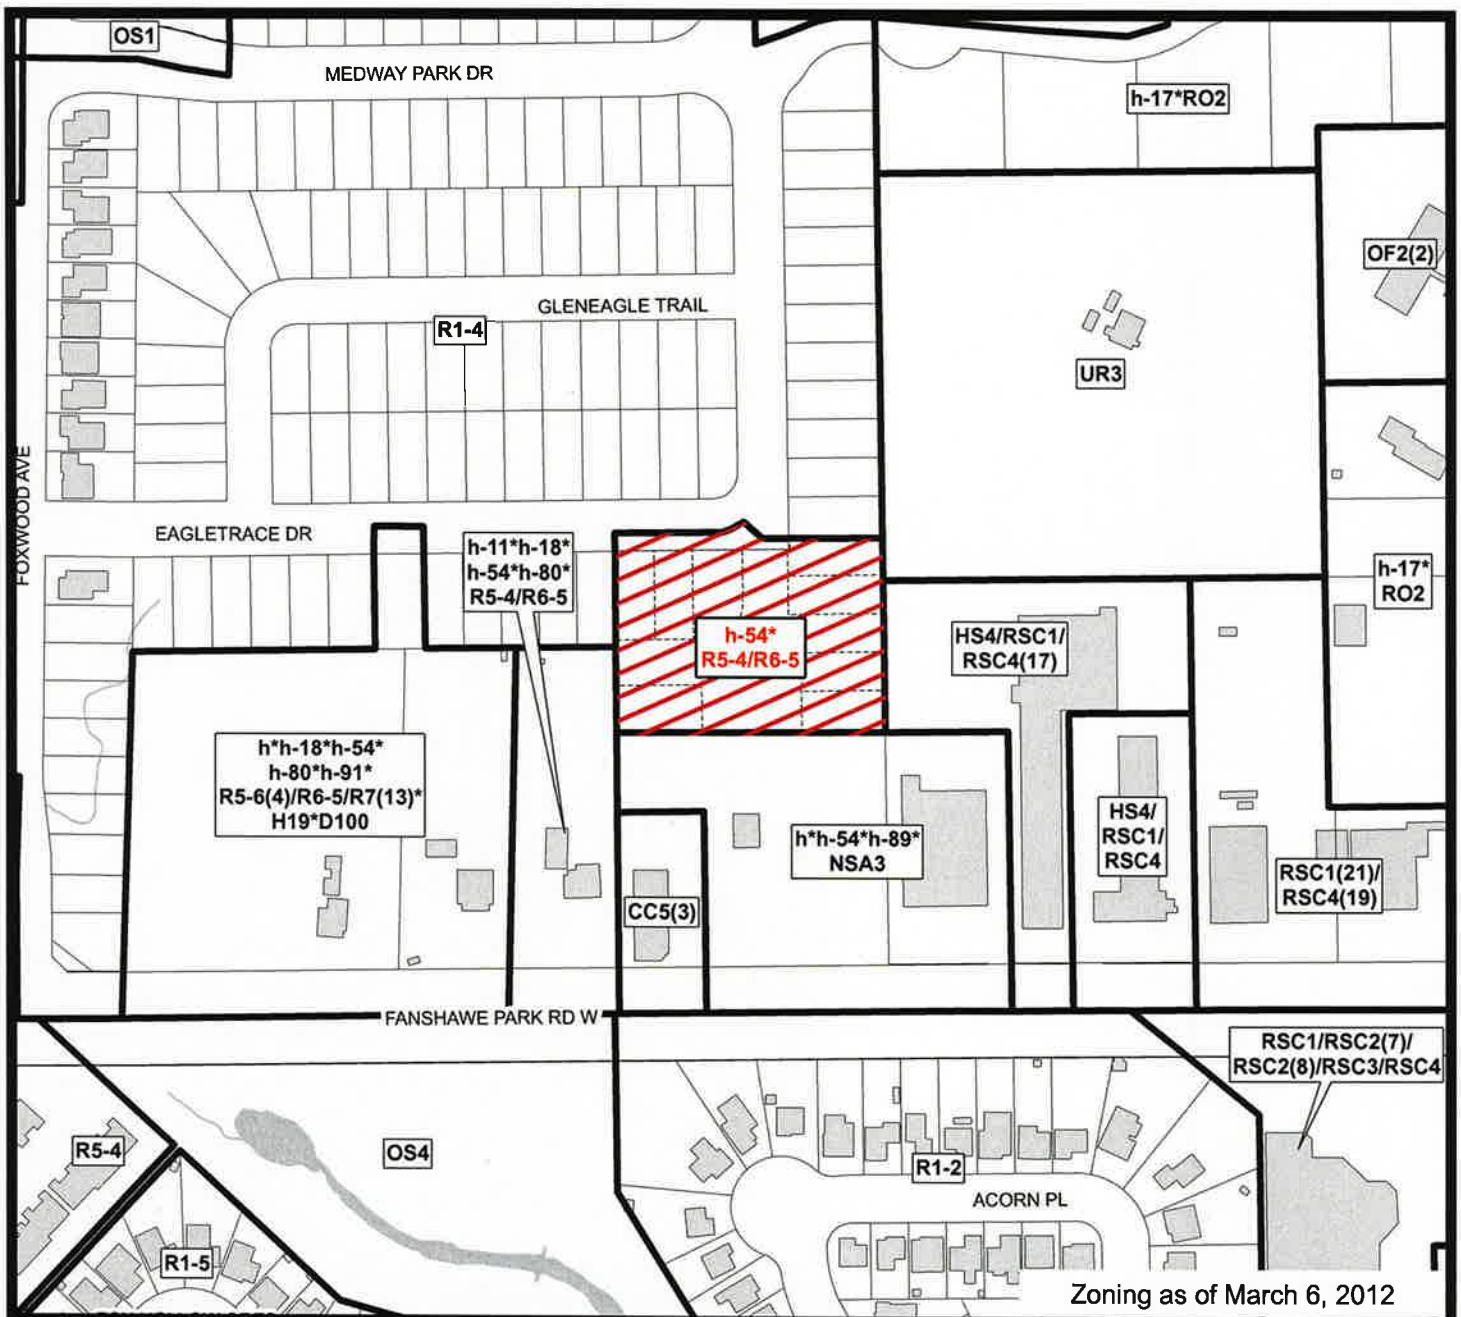 OS1
MEDWAY PARK DR
h-17*RO2
OF2(2)
GLENEAGLE TRAIL
R1-4
UR3
FOXWOOD AVE
EAGLETRACE DR
h-11*h-18*
h-54*h-80*
R5-4/R6-5
h-17*
RO2
h-54*
R5-4/R6-5
HS4/RSC1/
RSC4(17)
h*h-18*h-54*
h-80*h-91*
R5-6(4)/R6-5/R7(13)*
H19*D100
h*h-54*h-89*
NSA3
HS4/
RSC1/
RSC4
RSC1(21)/
RSC4(19)
CC5(3)
FANSHAWE PARK RD W
RSC1/RSC2(7)/
RSC2(8)/RSC3/RSC4
R5-4
OS4
R1-2
ACORN PL
R1-5
Zoning as of March 6, 2012